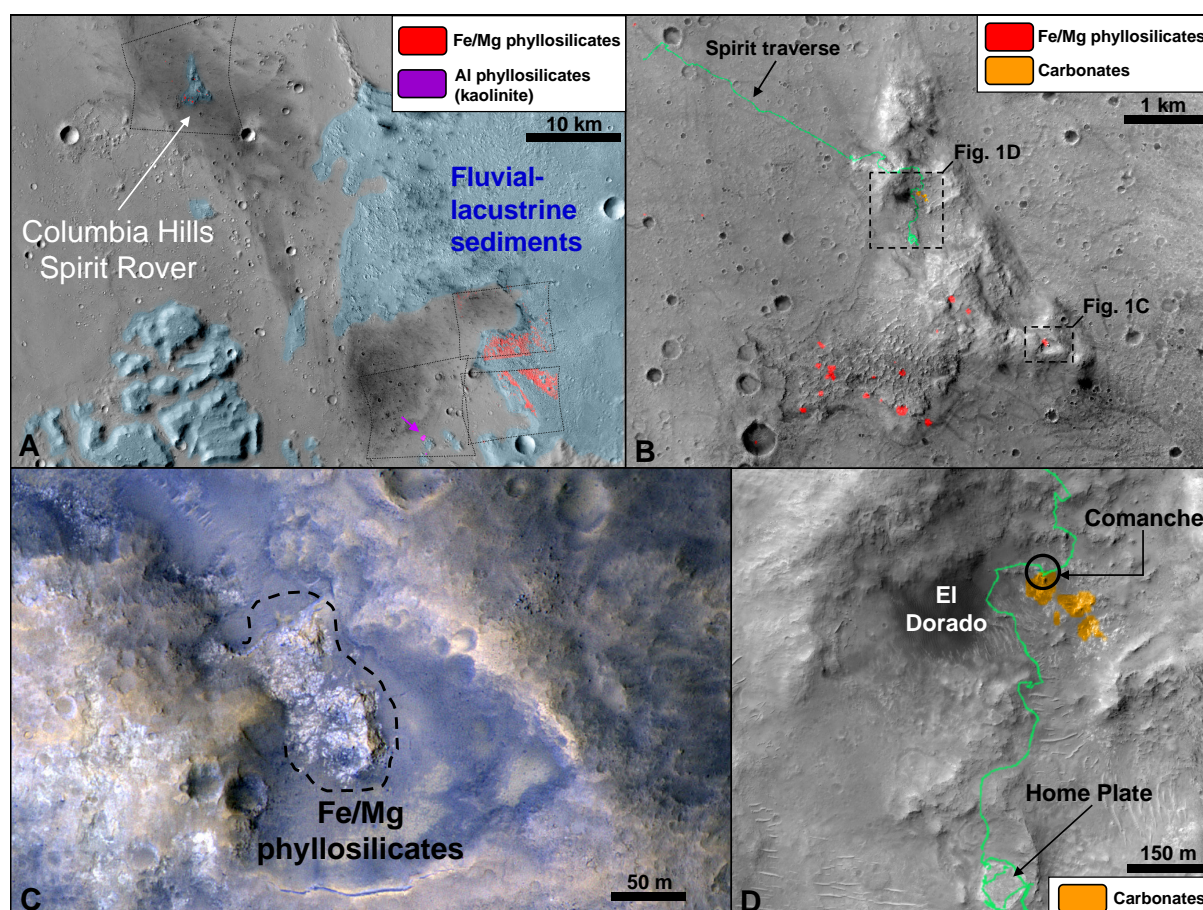 Fe/Mg phyllosilicates
Al phyllosilicates
(kaolinite)
10 km
Fluvial-
lacustrine
sediments
Columbia Hills
Spirit Rover
A
Fe/Mg phyllosilicates
Carbonates
1 km
Spirit traverse
Fig. 1D
Fig. 1C
B
Fe/Mg
phyllosilicates
50 m
C
Comanche
El
Dorado
Home Plate
150 m
Carbonates
D